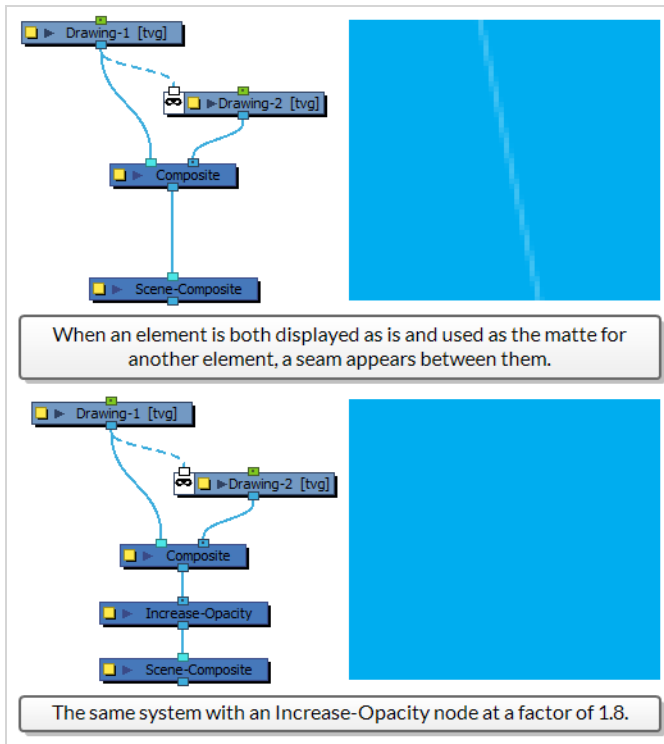 Drawing-1 [tvg]
Drawing-2 [tvg]
Composite
Scene-Composite
When an element is both displayed as is and used as the matte for
another element, a seam appears between them.
Drawing-1 [tvg]
Drawing-2 [tvg]
Composite
Increase-Opacity
Scene-Composite
The same system with an Increase-Opacity node at a factor of 1.8.